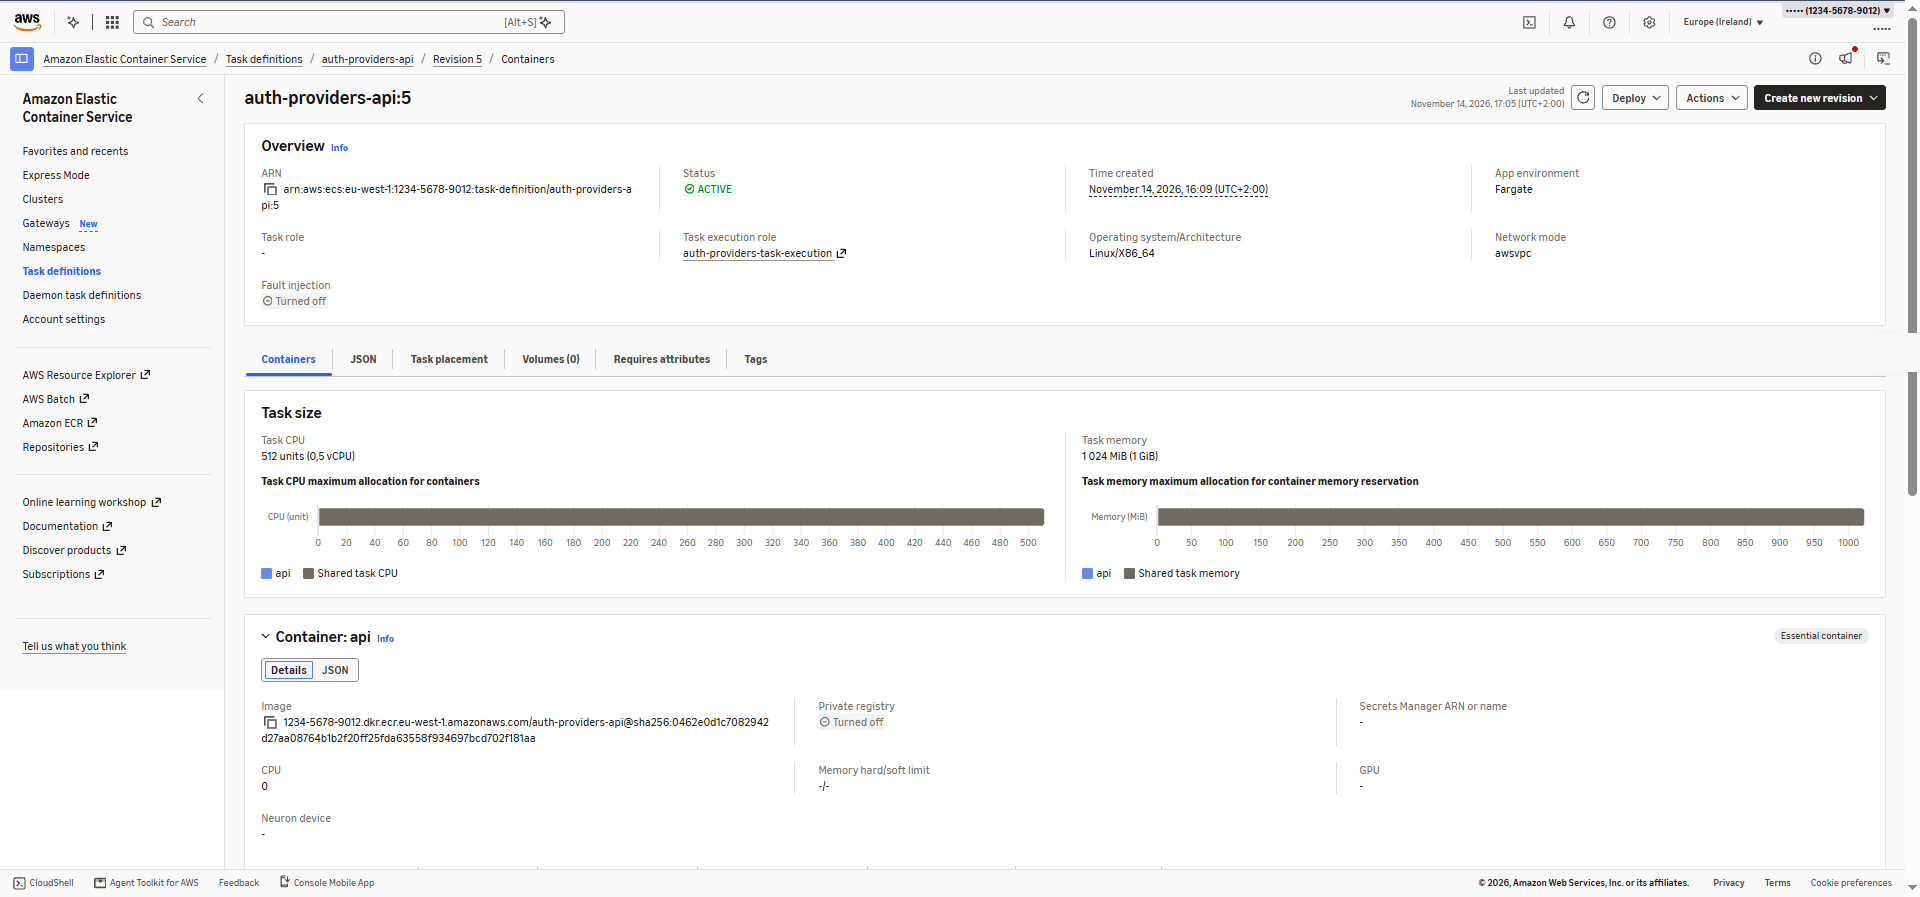 aws
Search [Alt+S]
Europe (Ireland) ▼
••••• (1234-5678-9012) ▼
•••••
Amazon Elastic Container Service / Task definitions / auth-providers-api / Revision 5 / Containers
Amazon Elastic
Container Service
Favorites and recents
Express Mode
Clusters
Gateways New
Namespaces
Task definitions
Daemon task definitions
Account settings
AWS Resource Explorer
AWS Batch
Amazon ECR
Repositories
Online learning workshop
Documentation
Discover products
Subscriptions
Tell us what you think
auth-providers-api:5
Last updated
November 14, 2026, 17:05 (UTC+2:00)
Deploy
Actions
Create new revision
Overview Info
ARN
arn:aws:ecs:eu-west-1:1234-5678-9012:task-definition/auth-providers-a
pi:5
Status
ACTIVE
Time created
November 14, 2026, 16:09 (UTC+2:00)
App environment
Fargate
Task role
-
Task execution role
auth-providers-task-execution
Operating system/Architecture
Linux/X86_64
Network mode
awsvpc
Fault injection
Turned off
Containers JSON Task placement Volumes (0) Requires attributes Tags
Task size
Task CPU
512 units (0,5 vCPU)
Task CPU maximum allocation for containers
CPU (unit)
0 20 40 60 80 100 120 140 160 180 200 220 240 260 280 300 320 340 360 380 400 420 440 460 480 500
api Shared task CPU
Task memory
1 024 MiB (1 GiB)
Task memory maximum allocation for container memory reservation
Memory (MiB)
0 50 100 150 200 250 300 350 400 450 500 550 600 650 700 750 800 850 900 950 1000
api Shared task memory
Container: api Info
Essential container
Details JSON
Image
1234-5678-9012.dkr.ecr.eu-west-1.amazonaws.com/auth-providers-api@sha256:0462e0d1c7082942
d27aa08764b1b2f20ff25fda63558f934697bcd702f181aa
Private registry
Turned off
Secrets Manager ARN or name
-
CPU
0
Memory hard/soft limit
-/-
GPU
-
Neuron device
-
CloudShell Agent Toolkit for AWS Feedback Console Mobile App
© 2026, Amazon Web Services, Inc. or its affiliates. Privacy Terms Cookie preferences